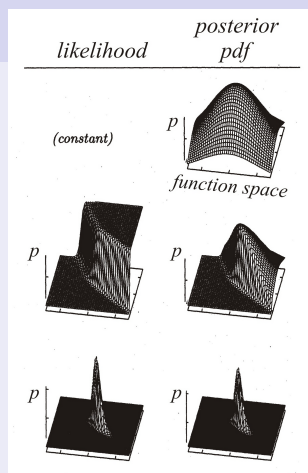 posterior
likelihood pdf
(constant)
p
function space
p p
p p